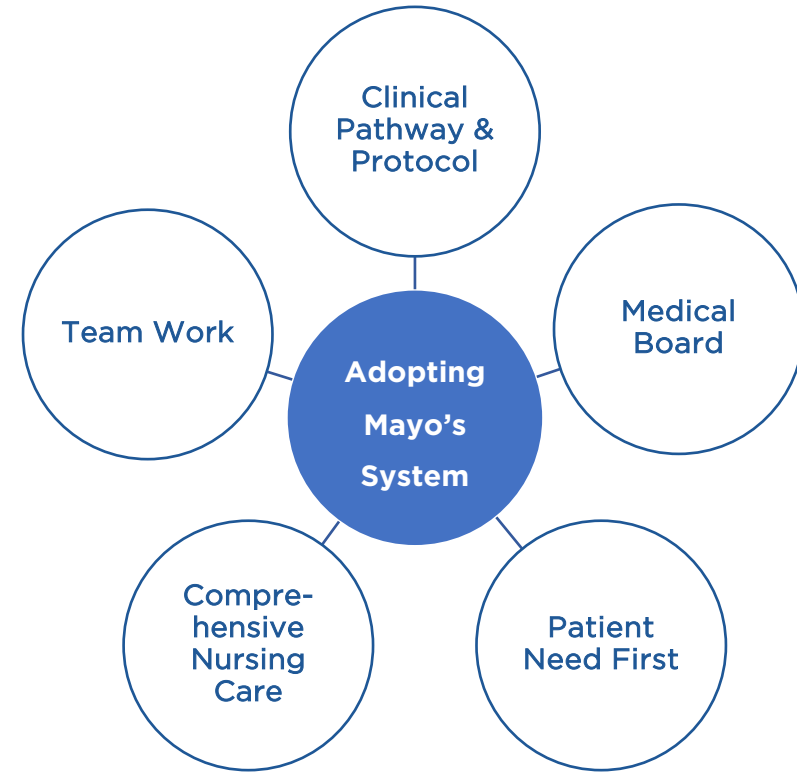 Clinical
Pathway &
Protocol
Team Work
Medical
Board
Adopting
Mayo's
System
Compre-
hensive
Nursing
Care
Patient
Need First